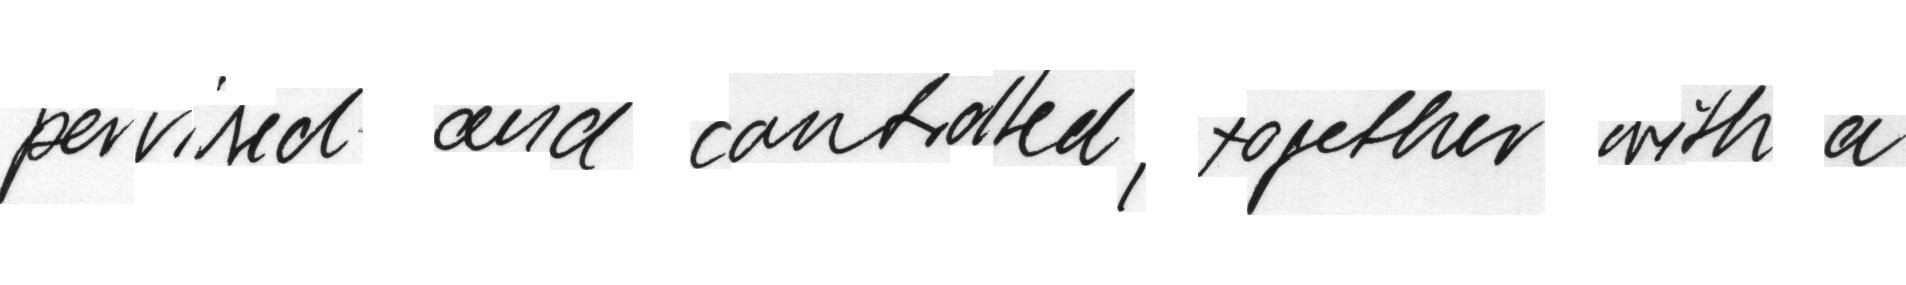 pervised and controlled, together with a